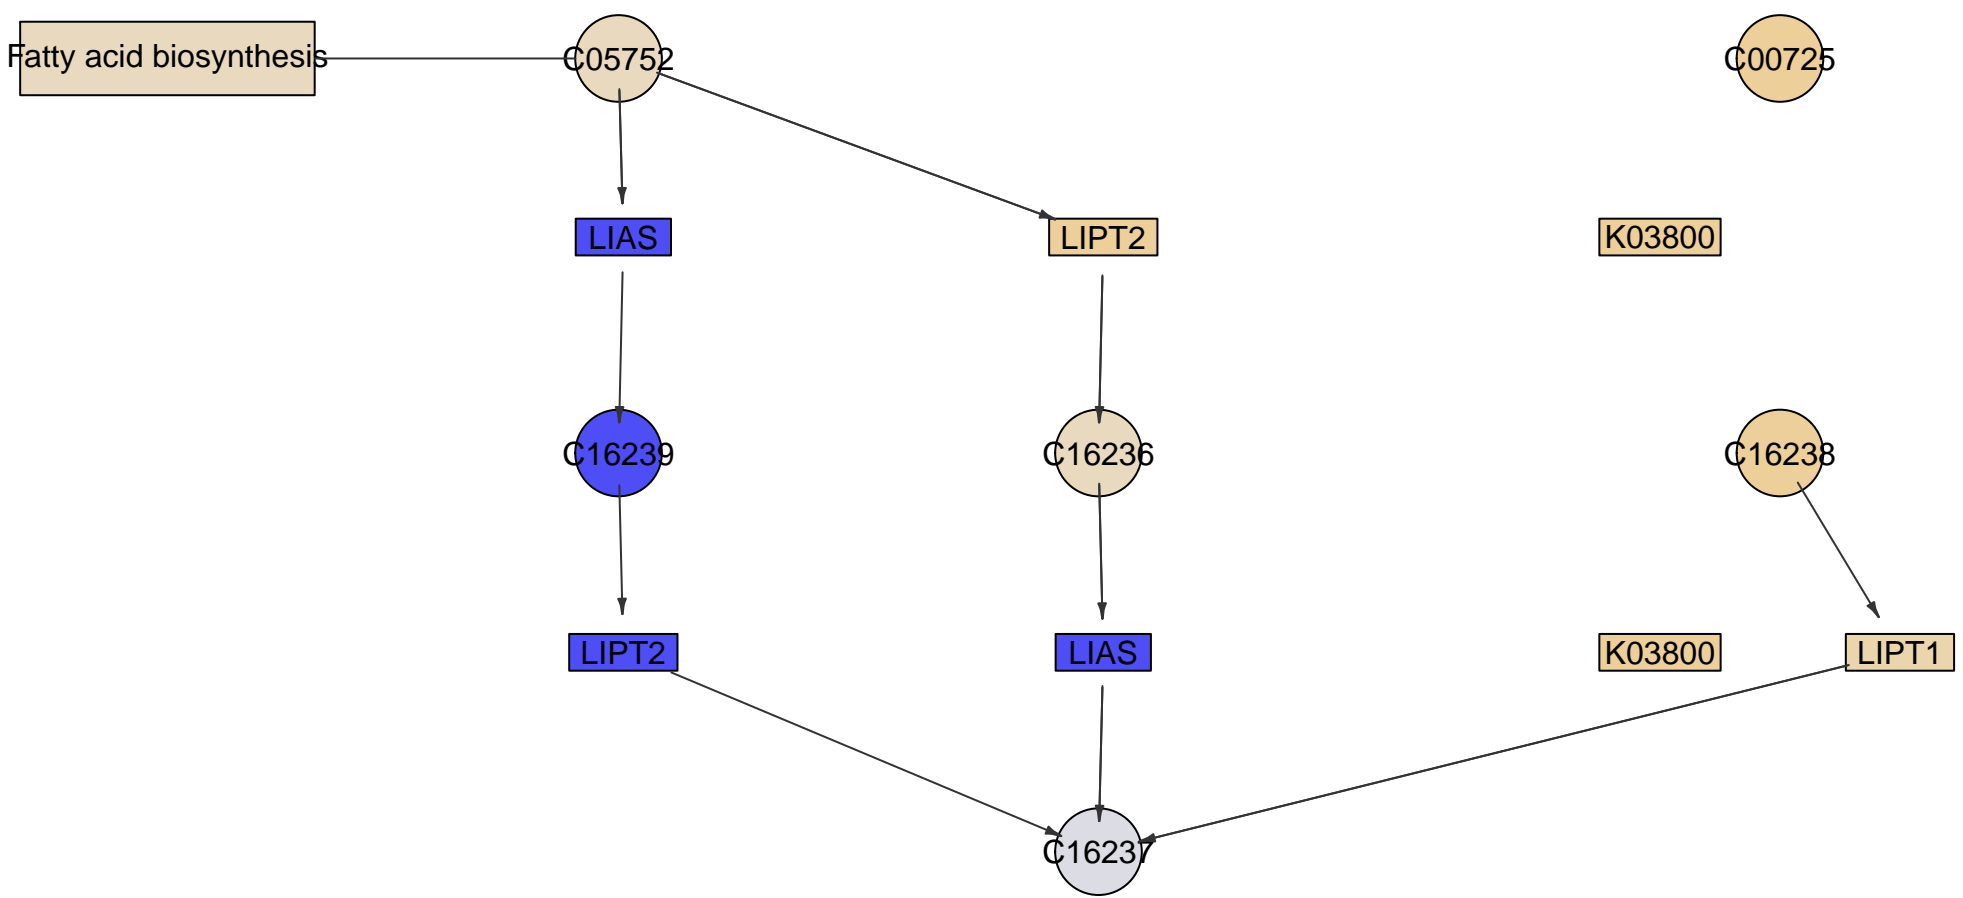 Fatty acid biosynthesis
C05752
C00725
LIAS
LIPT2
K03800
C16239
C16236
C16238
LIPT2
LIAS
K03800
LIPT1
C16237